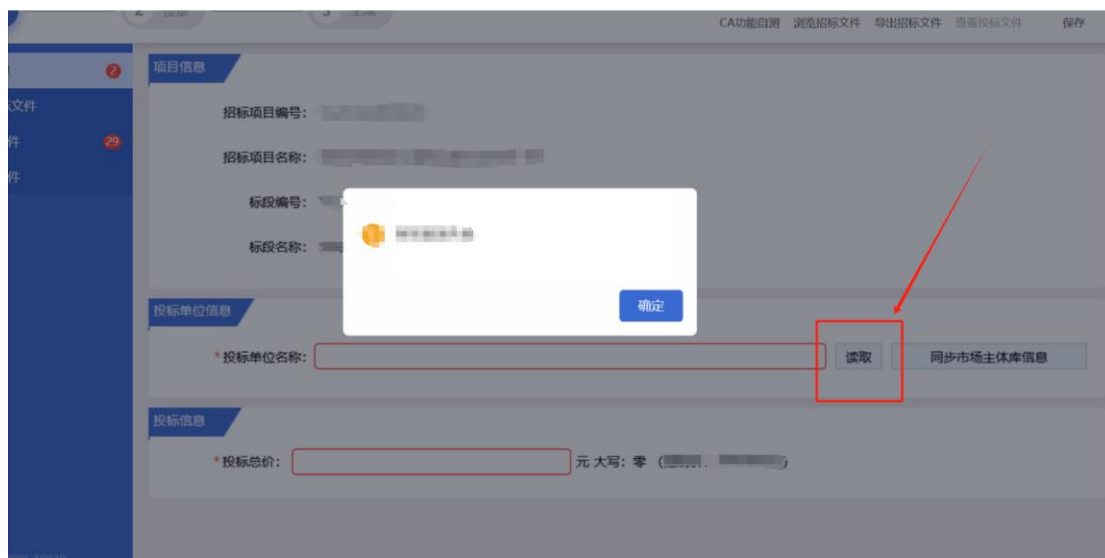 CA功能自测 浏览招标文件 导出招标文件 查看投标文件 保存
2
项目信息
文件
件 29
件
招标项目编号：
招标项目名称：
标段编号：
标段名称：
确定
投标单位信息
*投标单位名称： 读取 同步市场主体库信息
投标信息
*投标总价： 元 大写：零 (